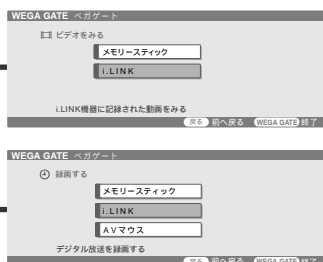 WEGA GATE ベガゲート
ビデオをみる
メモリースティック
i.LINK
i.LINK機器に記録された動画をみる
戻る 前へ戻る WEGA GATE 終了
WEGA GATE ベガゲート
録画する
メモリースティック
i.LINK
AVマウス
デジタル放送を録画する
戻る 前へ戻る WEGA GATE 終了